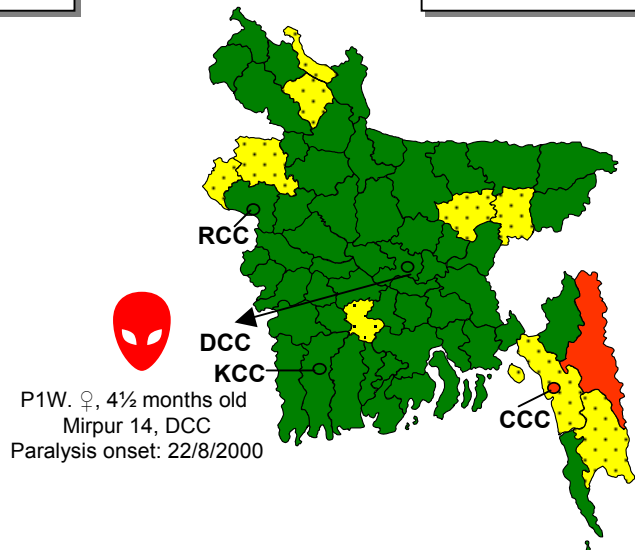 RCC
DCC
KCC
P1W. ♀, 4½ months old
Mirpur 14, DCC
Paralysis onset: 22/8/2000
CCC